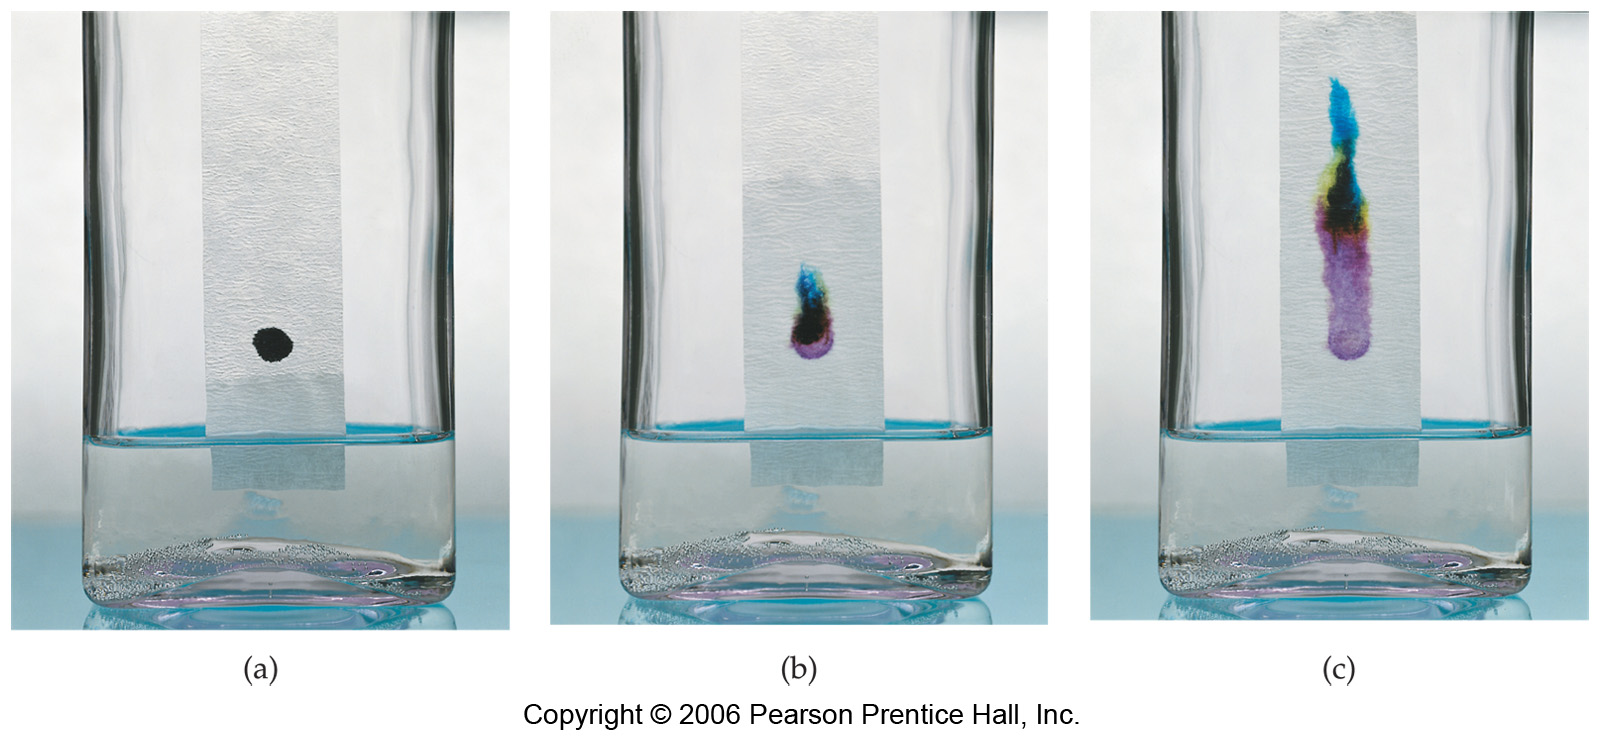 (a) (b) (c)
Copyright © 2006 Pearson Prentice Hall, Inc.